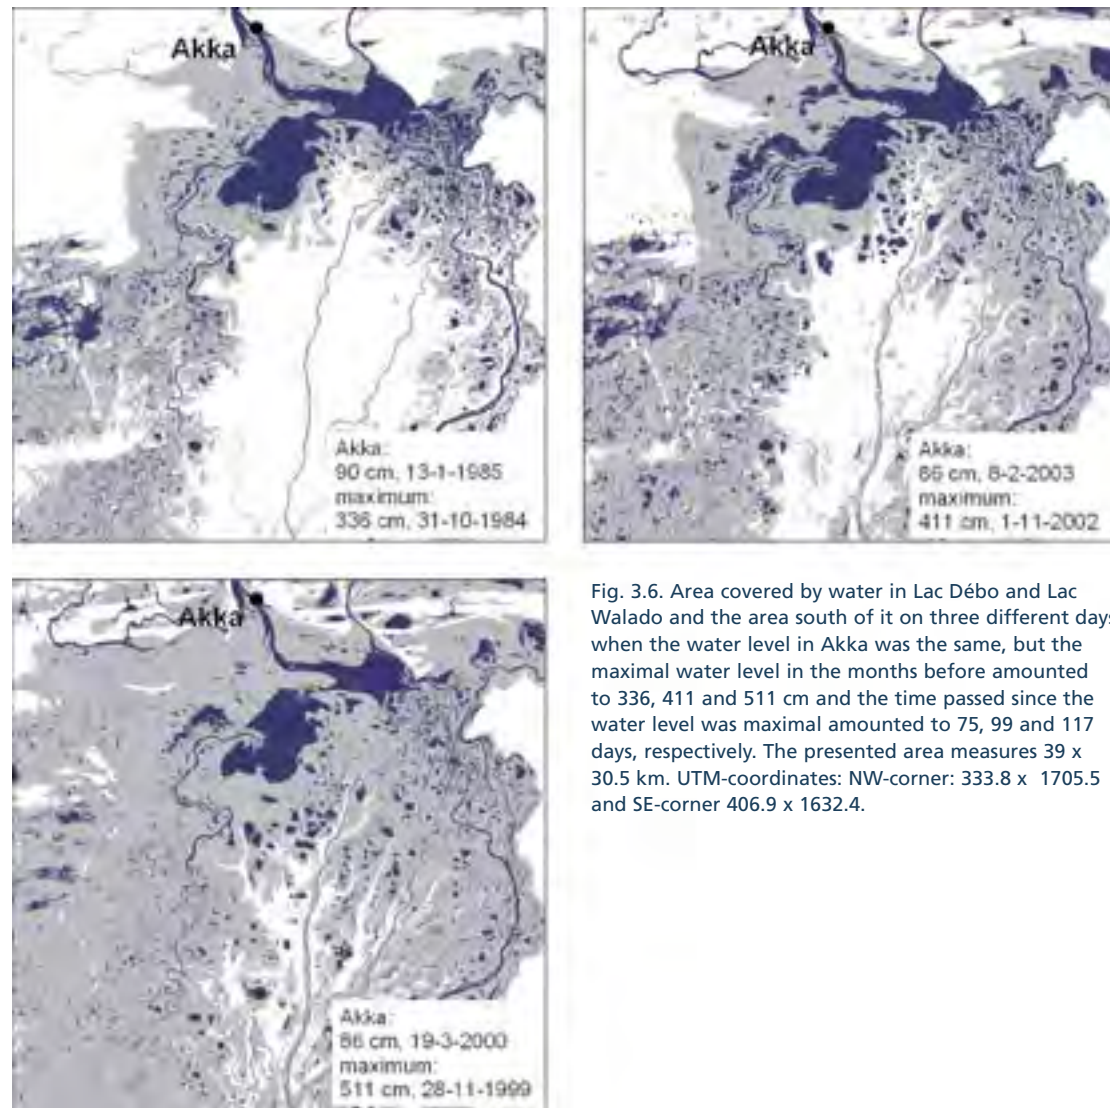 Akka
Akka:
90 cm, 13-1-1985
maximum:
336 cm, 31-10-1984
Akka
Akka:
86 cm, 8-2-2003
maximum:
411 cm, 1-11-2002
Akka
Akka:
86 cm, 19-3-2000
maximum:
511 cm, 28-11-1999
Fig. 3.6. Area covered by water in Lac Débo and Lac
Walado and the area south of it on three different days
when the water level in Akka was the same, but the
maximal water level in the months before amounted
to 336, 411 and 511 cm and the time passed since the
water level was maximal amounted to 75, 99 and 117
days, respectively. The presented area measures 39 x
30.5 km. UTM-coordinates: NW-corner: 333.8 x 1705.5
and SE-corner 406.9 x 1632.4.